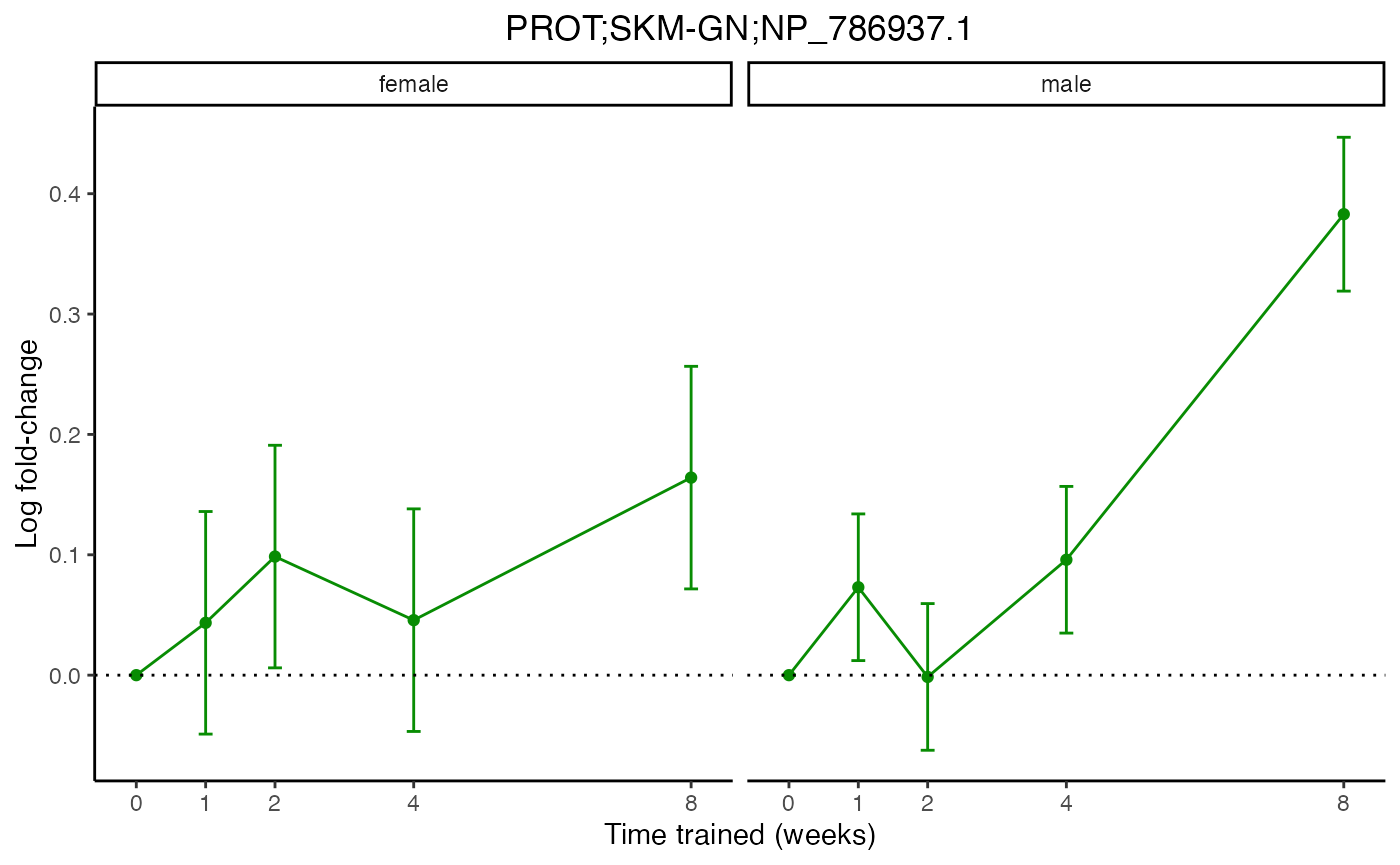 PROT;SKM-GN;NP_786937.1
female
male
Log fold-change
0.4
0.3
0.2
0.1
0.0
0 1 2 4 8
0 1 2 4 8
Time trained (weeks)